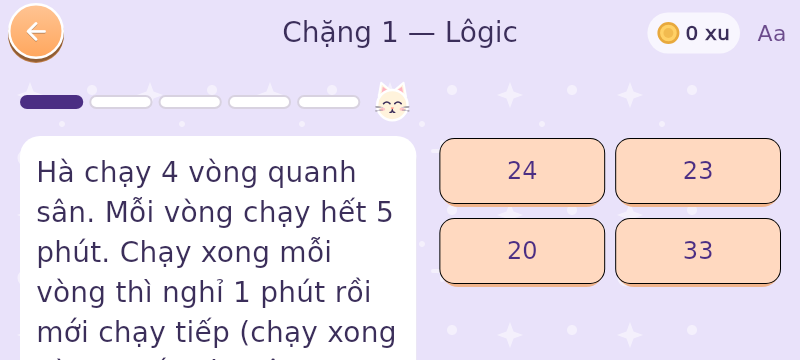 Chặng 1 — Lôgic
0 xu
Aa
Hà chạy 4 vòng quanh
sân. Mỗi vòng chạy hết 5
phút. Chạy xong mỗi
vòng thì nghỉ 1 phút rồi
mới chạy tiếp (chạy xong
24
23
20
33